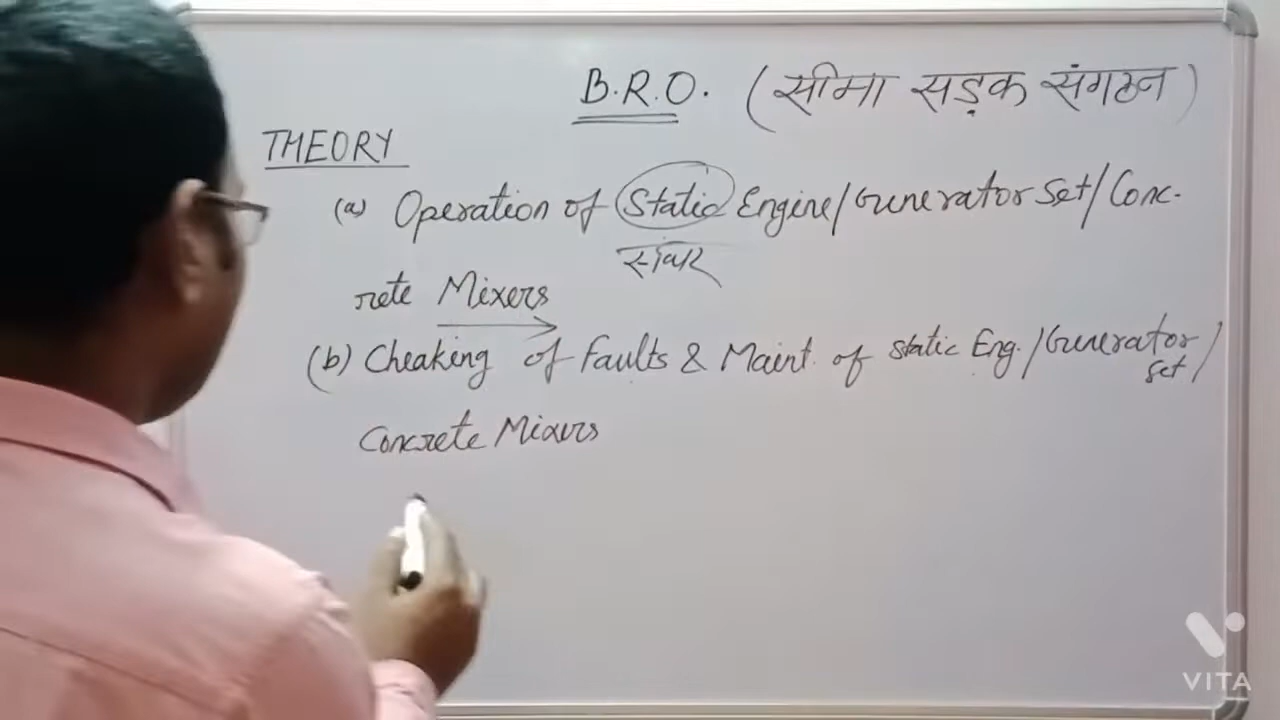 B.R.O. (सीमा सड़क संगठन)
THEORY
(a) Operation of Static Engine/Generator Set/Conc-
स्थिर
rete Mixers
(b) Cheaking of Faults & Maint. of Static Eng./Generator Set/
Concrete Mixers
VITA